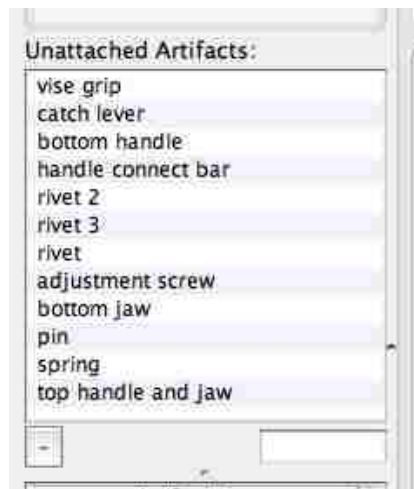 Unattached Artifacts:
vise grip
catch lever
bottom handle
handle connect bar
rivet 2
rivet 3
rivet
adjustment screw
bottom jaw
pin
spring
top handle and jaw
-